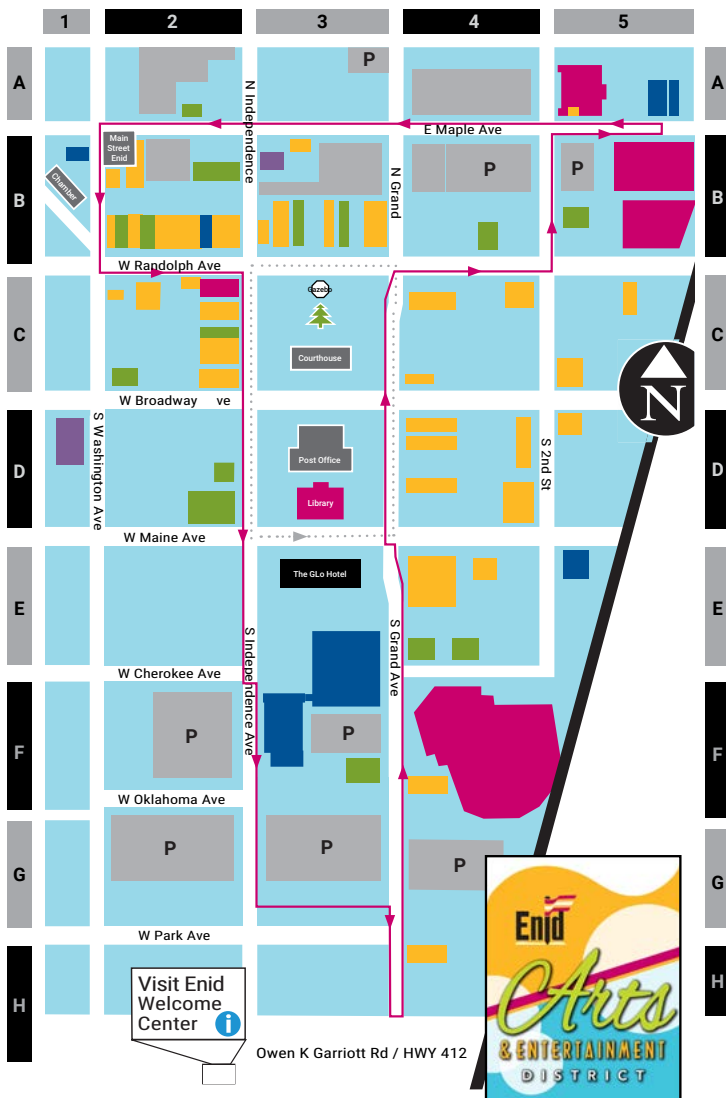 1 2 3 4 5
A
A
P
N Independence
E Maple Ave
Main
Street
Enid
P
P
B
B
Chamber
N Grand
W Randolph Ave
Gazebo
C
C
Courthouse
N
W Broadway ve
S Washington Ave
D
D
Post Office
S 2nd St
Library
W Maine Ave
The GLo Hotel
E
E
S Independence Ave
S Grand Ave
W Cherokee Ave
F
F
P
P
W Oklahoma Ave
G
G
P
P
P
W Park Ave
Enid
Arts
& ENTERTAINMENT
DISTRICT
H
H
Visit Enid
Welcome
Center i
Owen K Garriott Rd / HWY 412